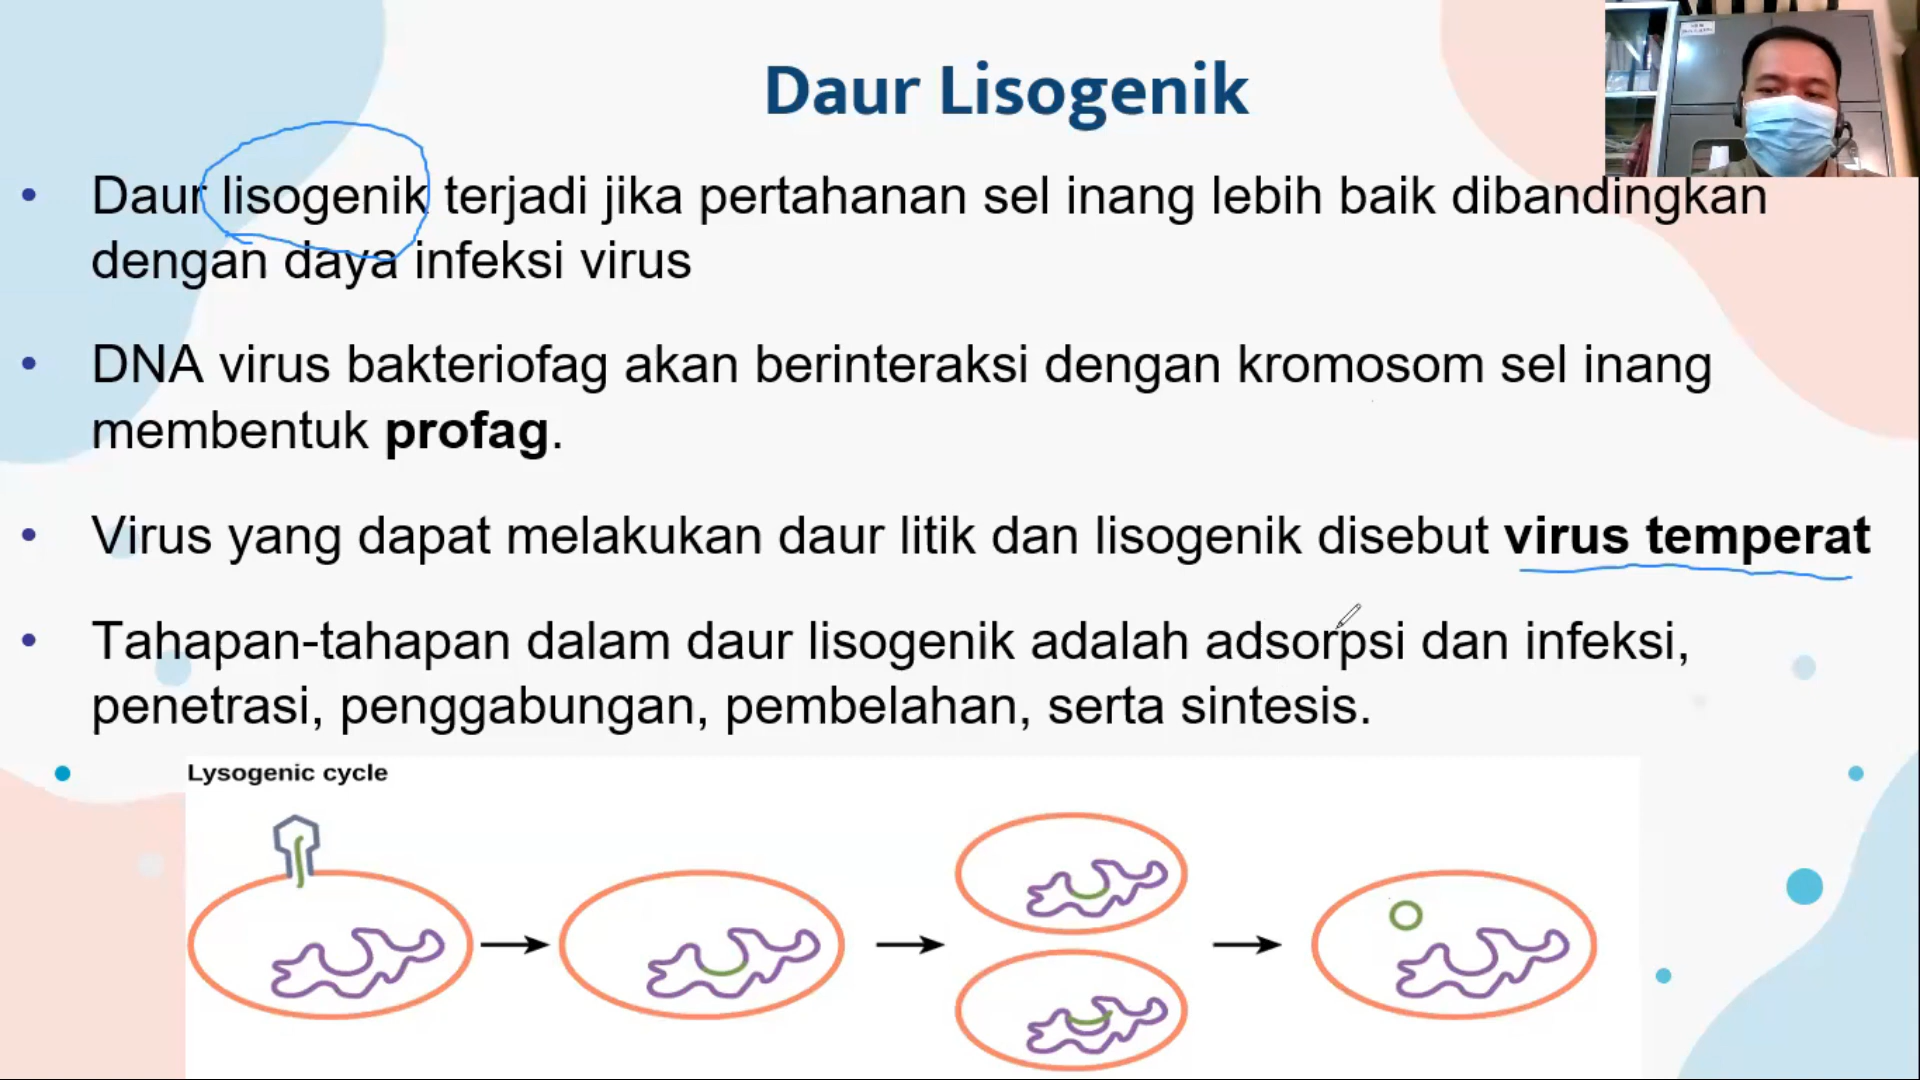 Daur Lisogenik
• Daur lisogenik terjadi jika pertahanan sel inang lebih baik dibandingkan
dengan daya infeksi virus
• DNA virus bakteriofag akan berinteraksi dengan kromosom sel inang
membentuk profag.
• Virus yang dapat melakukan daur litik dan lisogenik disebut virus temperat
• Tahapan-tahapan dalam daur lisogenik adalah adsorpsi dan infeksi,
penetrasi, penggabungan, pembelahan, serta sintesis.
Lysogenic cycle